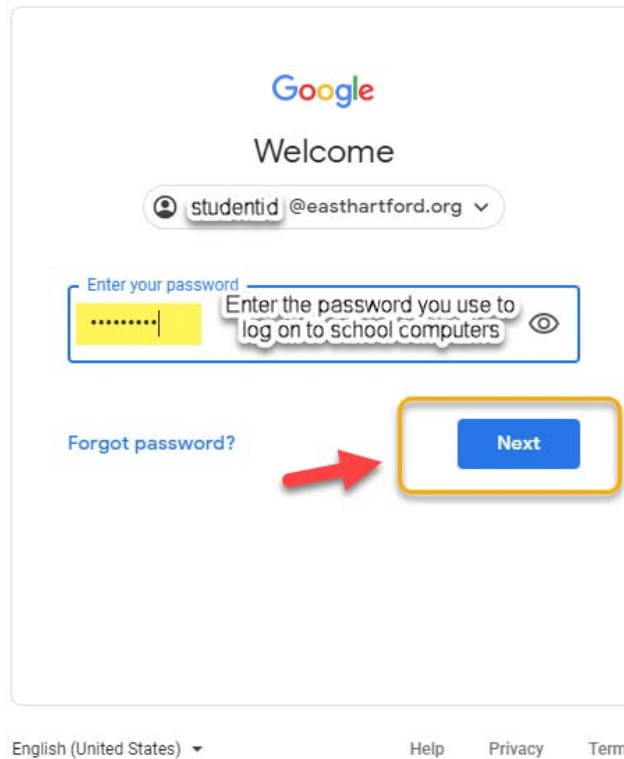 Google
Welcome
studentid @easthartford.org
Enter your password
•••••••••
Enter the password you use to
log on to school computers
Forgot password?
Next
English (United States)
Help Privacy Term